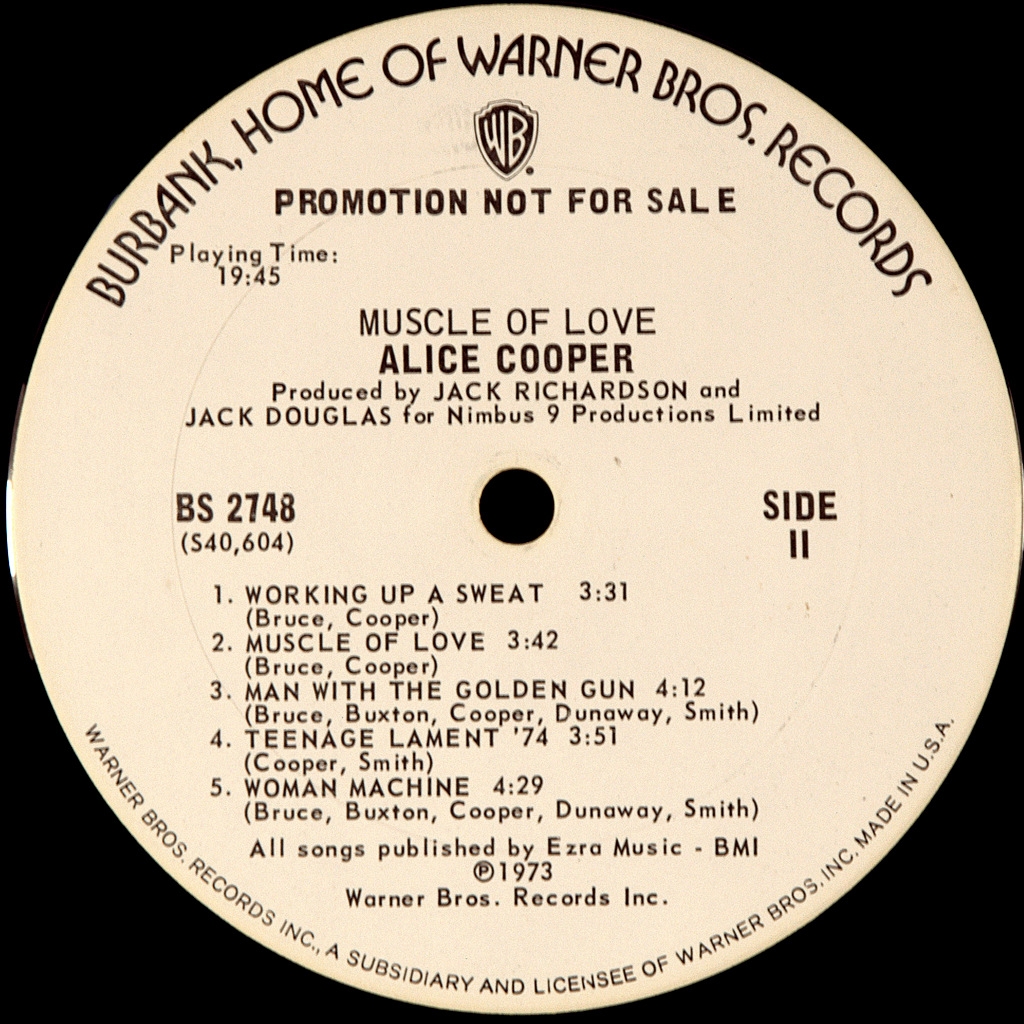 BURBANK, HOME OF WARNER BROS. RECORDS
WB
PROMOTION NOT FOR SALE
Playing Time:
19:45
MUSCLE OF LOVE
ALICE COOPER
Produced by JACK RICHARDSON and
JACK DOUGLAS for Nimbus 9 Productions Limited
BS 2748
(S40,604)
SIDE
II
1. WORKING UP A SWEAT 3:31
(Bruce, Cooper)
2. MUSCLE OF LOVE 3:42
(Bruce, Cooper)
3. MAN WITH THE GOLDEN GUN 4:12
(Bruce, Buxton, Cooper, Dunaway, Smith)
4. TEENAGE LAMENT '74 3:51
(Cooper, Smith)
5. WOMAN MACHINE 4:29
(Bruce, Buxton, Cooper, Dunaway, Smith)
All songs published by Ezra Music - BMI
℗1973
Warner Bros. Records Inc.
WARNER BROS. RECORDS INC., A SUBSIDIARY AND LICENSEE OF WARNER BROS. INC. MADE IN U.S.A.